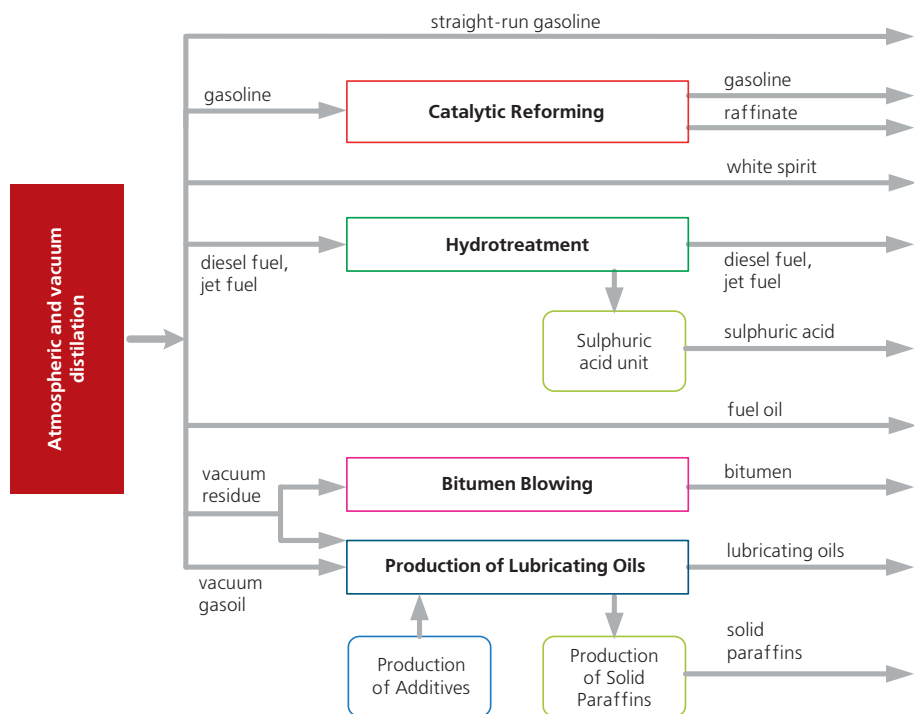 straight-run gasoline
gasoline
Catalytic Reforming
gasoline
raffinate
white spirit
Atmospheric and vacuum
distilation
diesel fuel,
jet fuel
Hydrotreatment
diesel fuel,
jet fuel
Sulphuric
acid unit
sulphuric acid
fuel oil
vacuum
residue
Bitumen Blowing
bitumen
vacuum
gasoil
Production of Lubricating Oils
lubricating oils
Production
of Additives
Production
of Solid
Paraffins
solid
paraffins